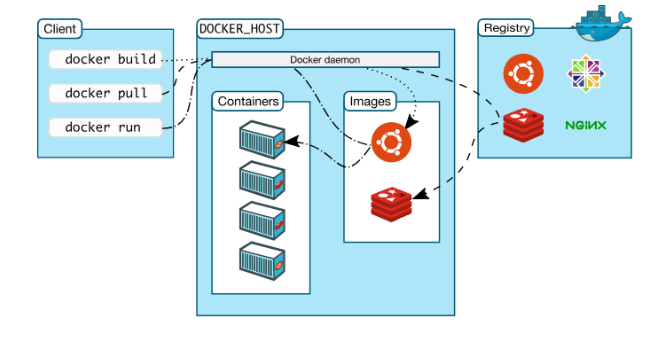 Client
docker build
docker pull
docker run
DOCKER_HOST
Docker daemon
Containers
Images
Registry
NGINX